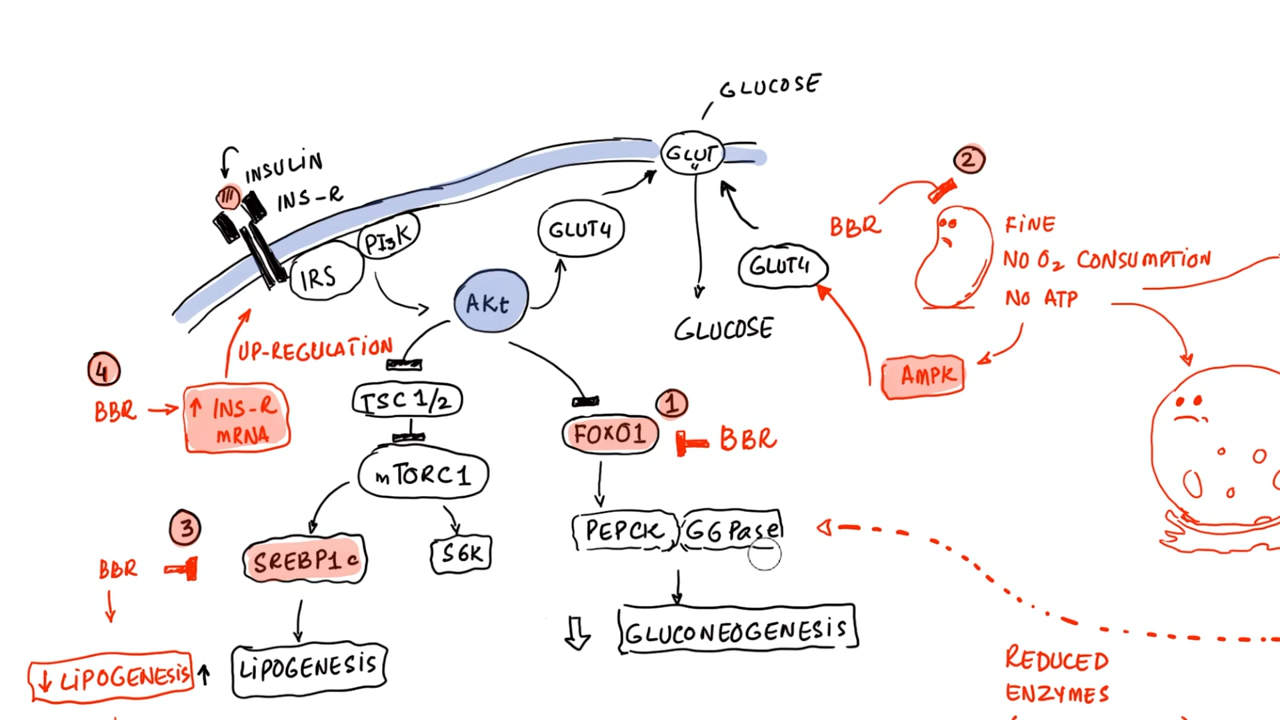 GLUCOSE
GLUT
4
INSULIN
INS-R
2
PI3K
IRS
GLUT4
BBR
FINE
NO O2 CONSUMPTION
NO ATP
GLUT4
AKt
GLUCOSE
UP-REGULATION
AMPK
4
BBR
↑ INS-R
mRNA
TSC 1/2
1
FOXO1
BBR
mTORC1
3
SREBP1c
S6K
PEPCK
G6Pase
BBR
GLUCONEOGENESIS
↓ LiPOGENESIS ↑
LiPOGENESIS
REDUCED
ENZYMES